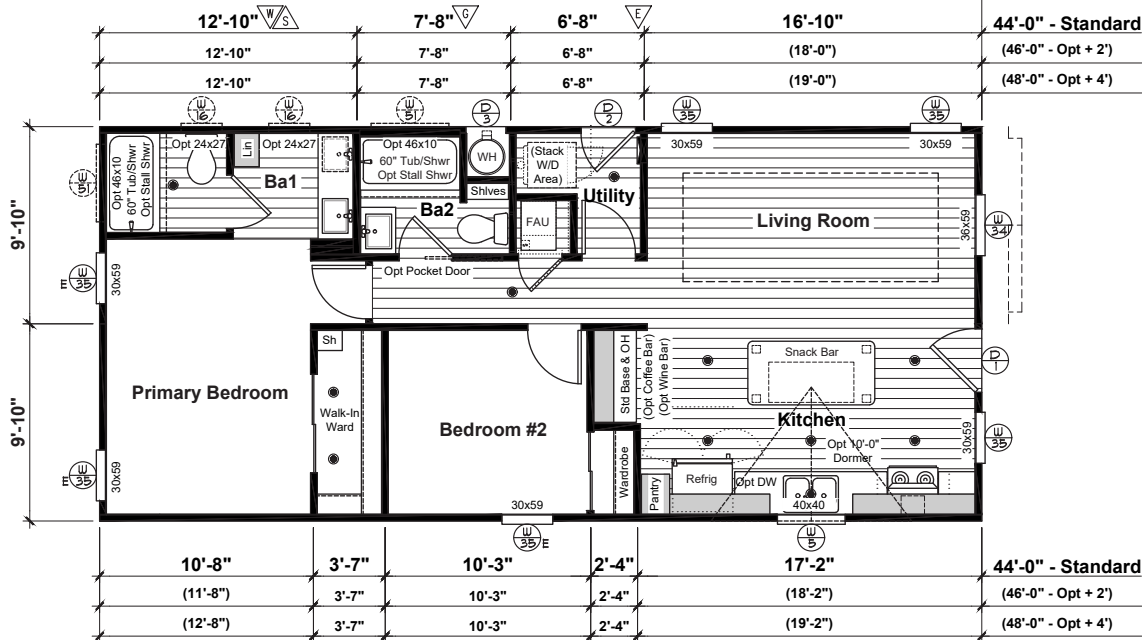 12'-10" W S 7'-8" G 6'-8" E 16'-10" 44'-0" - Standard
12'-10" 7'-8" 6'-8" (18'-0") (46'-0" - Opt + 2')
12'-10" 7'-8" 6'-8" (19'-0") (48'-0" - Opt + 4')
W 16
W 16
W 51
D 3
D 2
W 35
W 35
W 51
Opt 46x10
60" Tub/Shwr
Opt Stall Shwr
Opt 24x27
Lin
Opt 24x27
Ba1
Opt 46x10
60" Tub/Shwr
Opt Stall Shwr
WH
Shlves
Ba2
(Stack
W/D
Area)
Utility
FAU
30x59
30x59
Living Room
36x59
W 34
9'-10"
E W 35
30x59
Opt Pocket Door
Sh
Primary Bedroom
Walk-In
Ward
Bedroom #2
Std Base & OH
(Opt Coffee Bar)
(Opt Wine Bar)
Snack Bar
D 1
Kitchen
Opt 10'-0"
Dormer
30x59
W 35
9'-10"
E W 35
30x59
30x59
Wardrobe
Pantry
Refrig
Opt DW
40x40
W 35 E
W 5
10'-8" 3'-7" 10'-3" 2'-4" 17'-2" 44'-0" - Standard
(11'-8") 3'-7" 10'-3" 2'-4" (18'-2") (46'-0" - Opt + 2')
(12'-8") 3'-7" 10'-3" 2'-4" (19'-2") (48'-0" - Opt + 4')